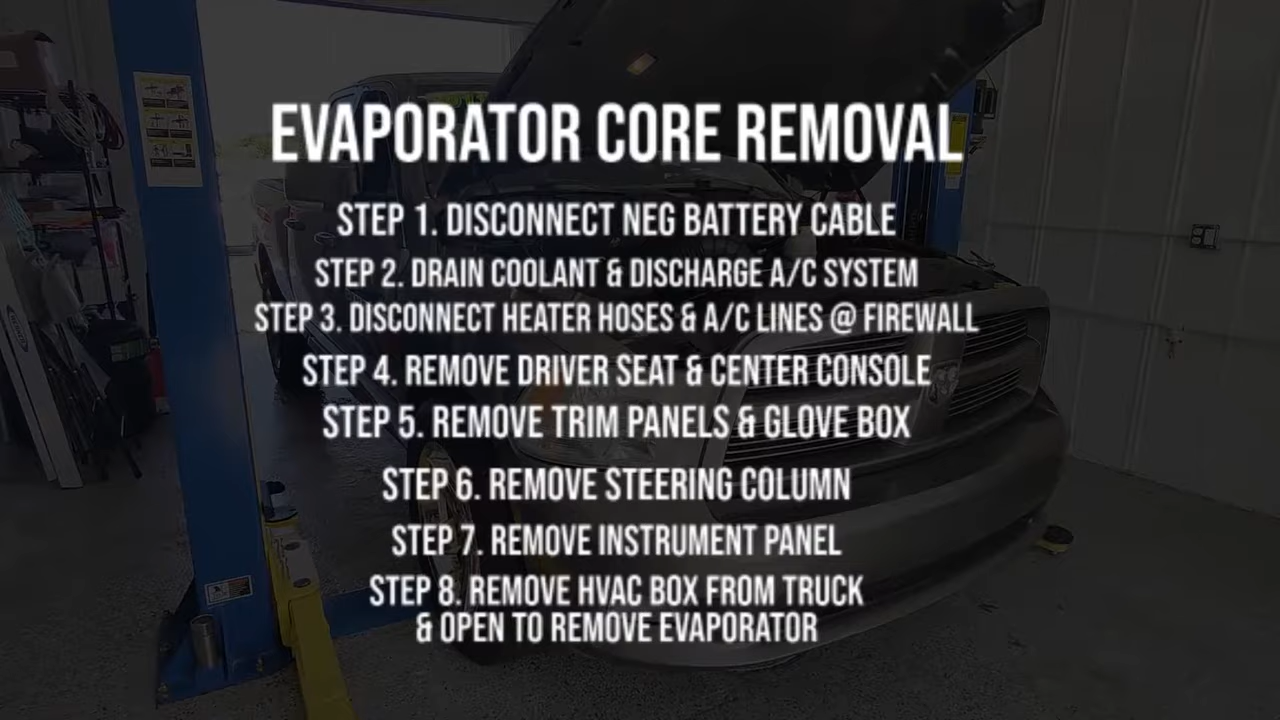 EVAPORATOR CORE REMOVAL
STEP 1. DISCONNECT NEG BATTERY CABLE
STEP 2. DRAIN COOLANT & DISCHARGE A/C SYSTEM
STEP 3. DISCONNECT HEATER HOSES & A/C LINES @ FIREWALL
STEP 4. REMOVE DRIVER SEAT & CENTER CONSOLE
STEP 5. REMOVE TRIM PANELS & GLOVE BOX
STEP 6. REMOVE STEERING COLUMN
STEP 7. REMOVE INSTRUMENT PANEL
STEP 8. REMOVE HVAC BOX FROM TRUCK
& OPEN TO REMOVE EVAPORATOR